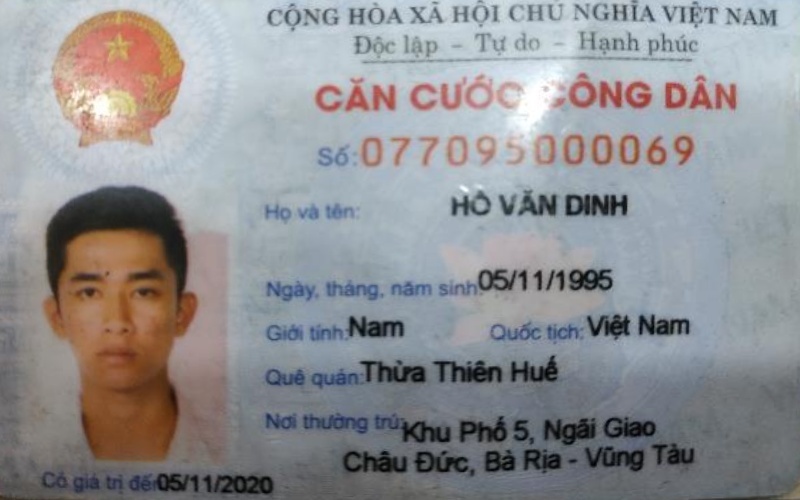 CỘNG HÒA XÃ HỘI CHỦ NGHĨA VIỆT NAM
Độc lập - Tự do - Hạnh phúc
CĂN CƯỚC CÔNG DÂN
Số: 077095000069
Họ và tên: HỒ VĂN DINH
Ngày, tháng, năm sinh: 05/11/1995
Giới tính: Nam Quốc tịch: Việt Nam
Quê quán: Thừa Thiên Huế
Nơi thường trú: Khu Phố 5, Ngãi Giao
Châu Đức, Bà Rịa - Vũng Tàu
Có giá trị đến 05/11/2020